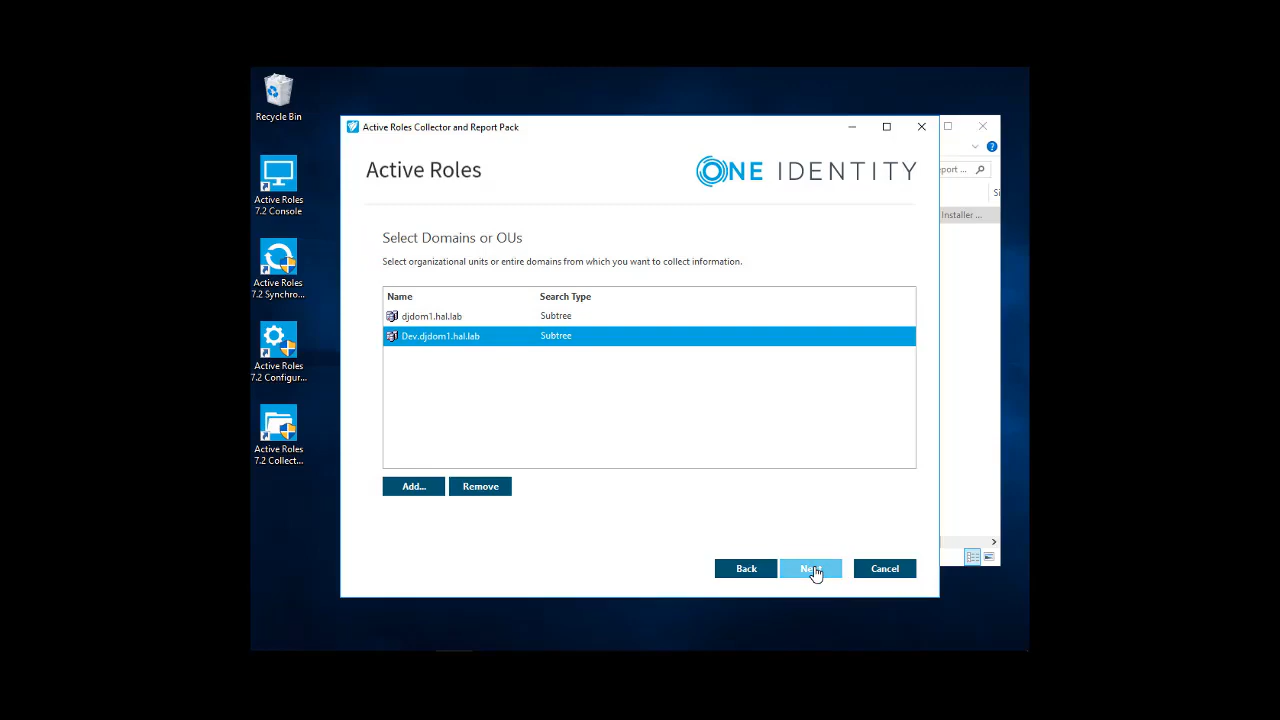 Recycle Bin
Active Roles
7.2 Console
Active Roles
7.2 Synchro...
Active Roles
7.2 Configur...
Active Roles
7.2 Collect...
Active Roles Collector and Report Pack
Active Roles
ONE IDENTITY
Select Domains or OUs
Select organizational units or entire domains from which you want to collect information.
Name Search Type
djdom1.hal.lab Subtree
Dev.djdom1.hal.lab Subtree
Add... Remove
Back Next Cancel
port ...
Si
Installer ...